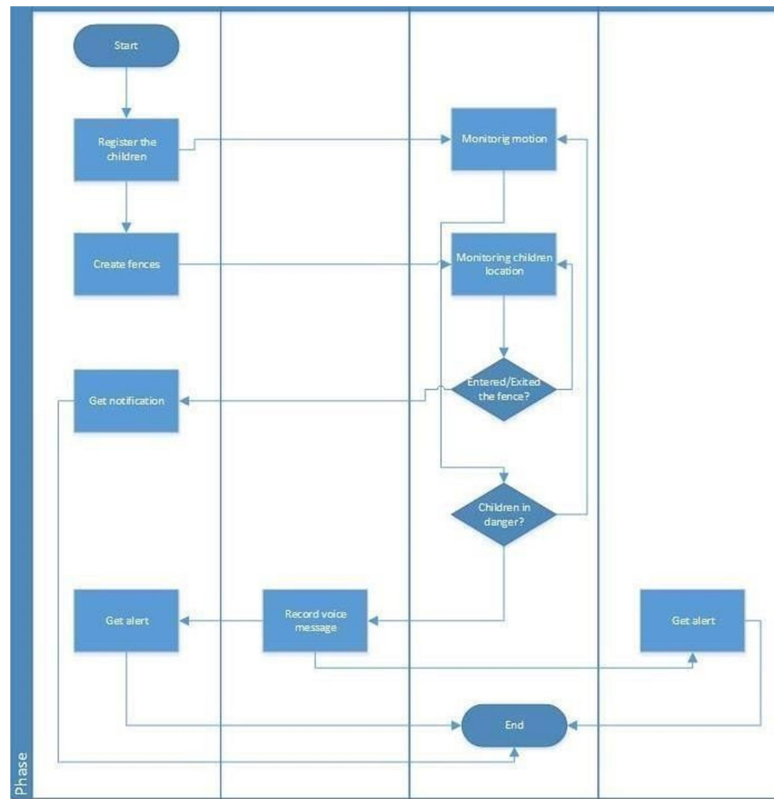 Start
Register the
children
Monitorig motion
Create fences
Monitoring children
location
Get notification
Entered/Exited
the fence?
Children in
danger?
Get alert
Record voice
message
Get alert
End
Phase